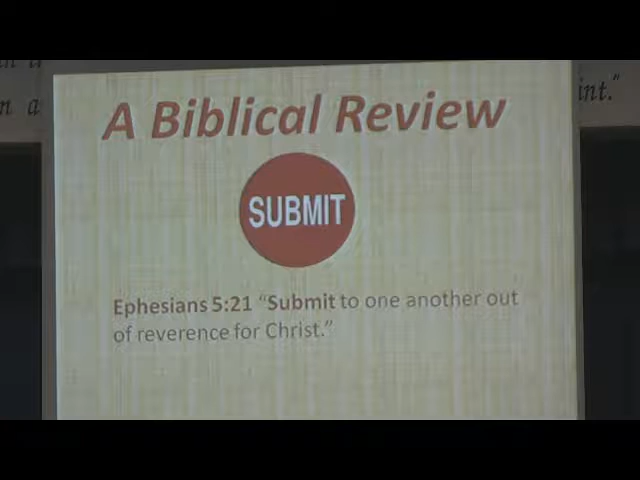 int."
n a
A Biblical Review
SUBMIT
Ephesians 5:21 “Submit to one another out
of reverence for Christ.”